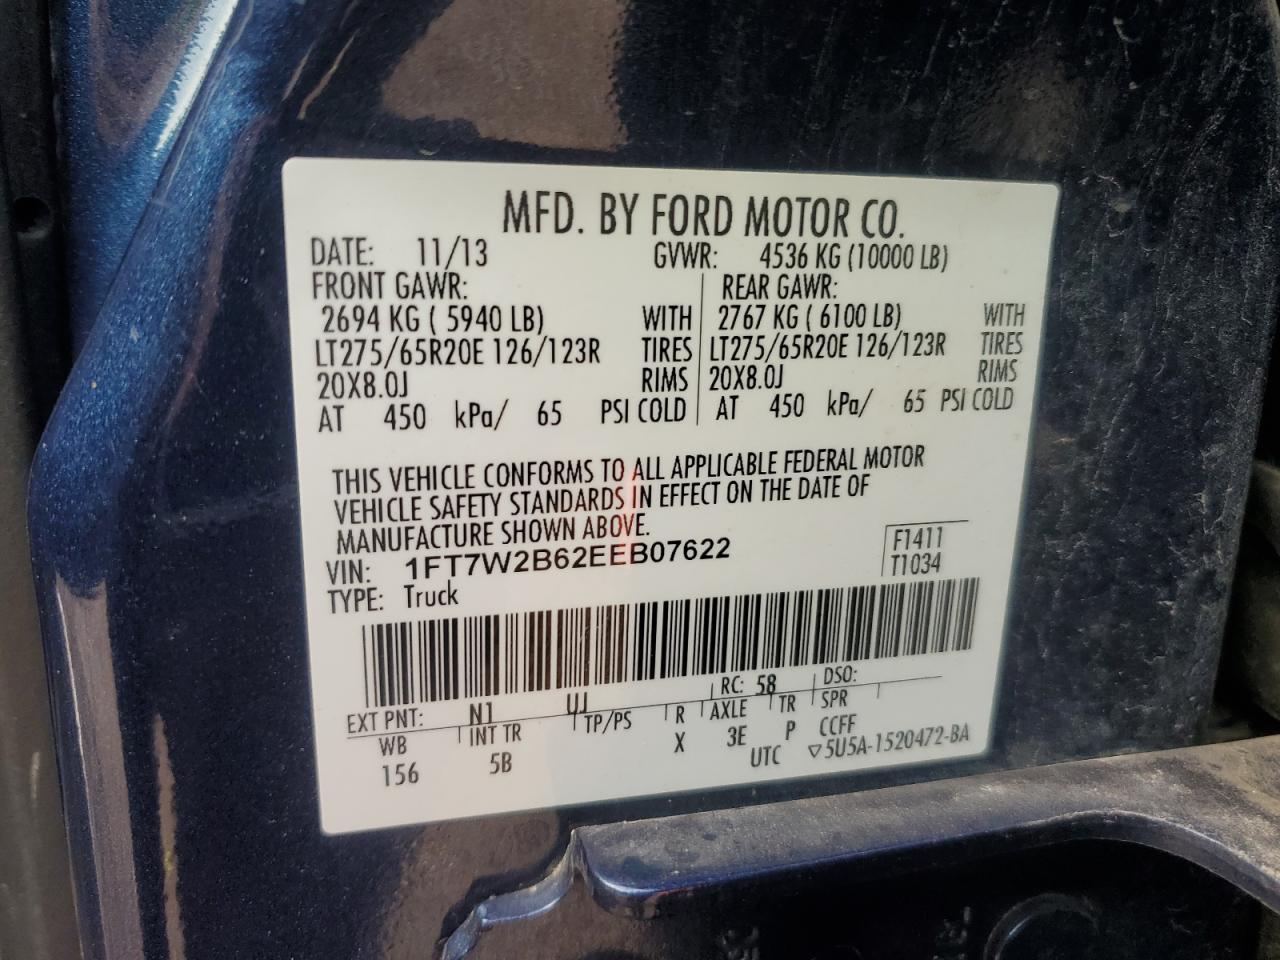 MFD. BY FORD MOTOR CO.
DATE: 11/13 GVWR: 4536 KG (10000 LB)
FRONT GAWR: REAR GAWR:
2694 KG ( 5940 LB) WITH 2767 KG ( 6100 LB) WITH
LT275/65R20E 126/123R TIRES LT275/65R20E 126/123R TIRES
20X8.0J RIMS 20X8.0J RIMS
AT 450 kPa/ 65 PSI COLD AT 450 kPa/ 65 PSI COLD
THIS VEHICLE CONFORMS TO ALL APPLICABLE FEDERAL MOTOR
VEHICLE SAFETY STANDARDS IN EFFECT ON THE DATE OF
MANUFACTURE SHOWN ABOVE.
VIN: 1FT7W2B62EEB07622 F1411
TYPE: Truck T1034
EXT PNT: N1 UJ RC: 58 DSO:
WB INT TR TP/PS R AXLE TR SPR
156 5B X 3E P CCFF
UTC ▽5U5A-1520472-BA